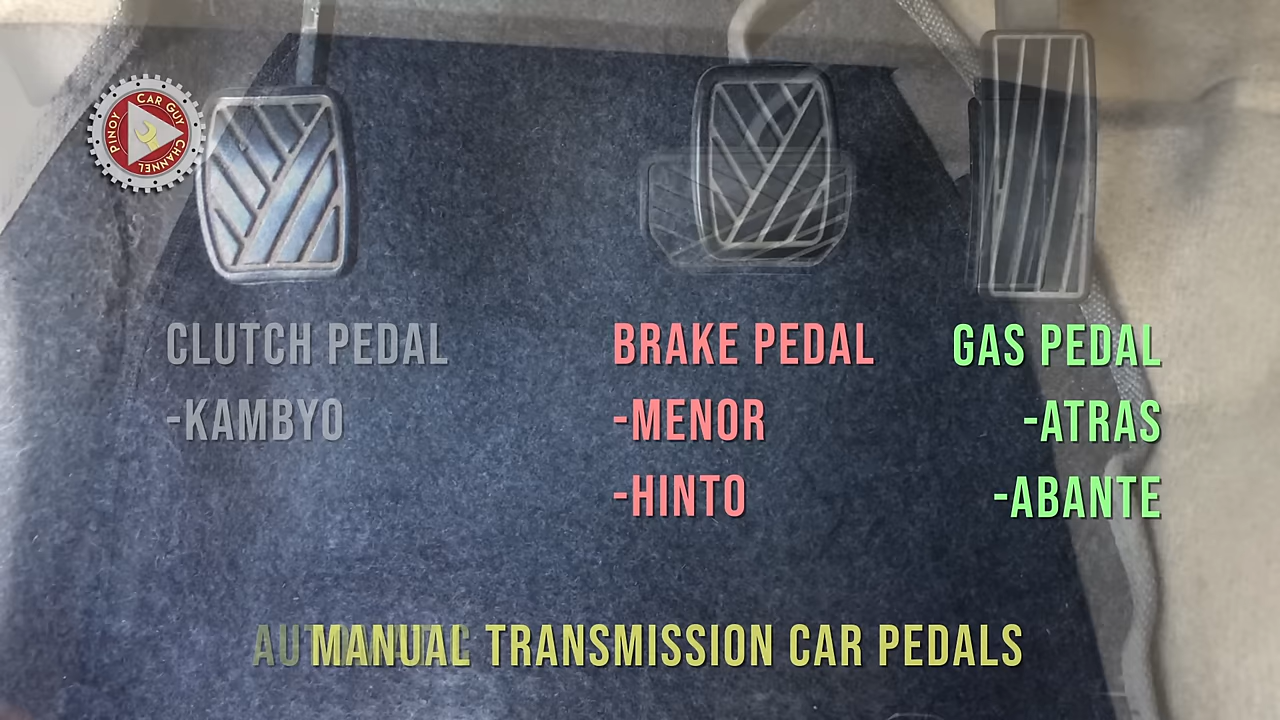 PINOY CAR GUY CHANNEL
CLUTCH PEDAL
-KAMBYO
BRAKE PEDAL
-MENOR
-HINTO
GAS PEDAL
-ATRAS
-ABANTE
MANUAL TRANSMISSION CAR PEDALS